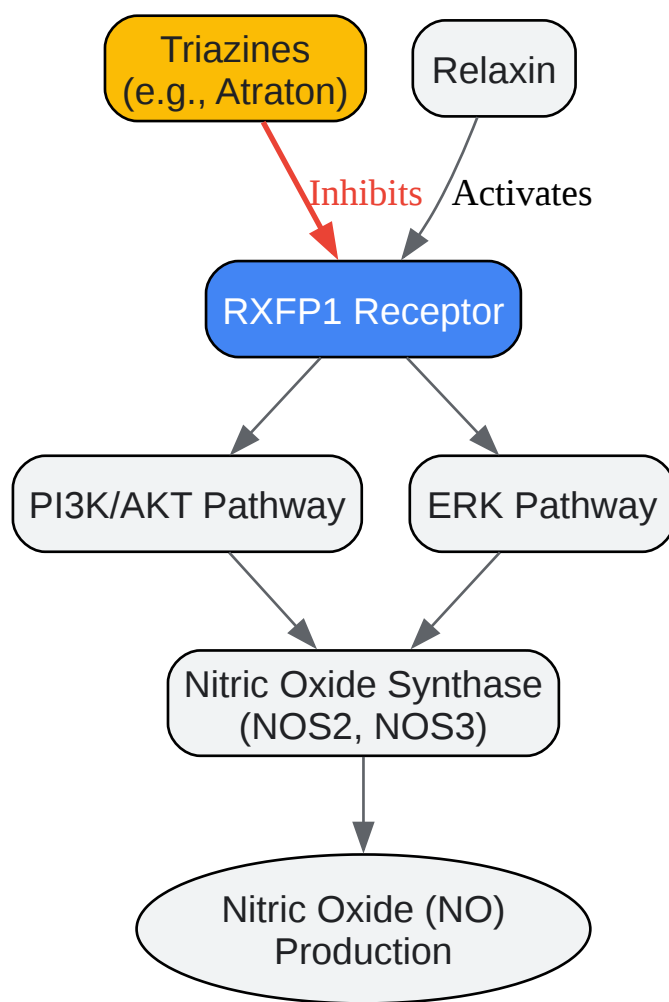 Triazines
(e.g., Atraton)
Relaxin
Inhibits
Activates
RXFP1 Receptor
PI3K/AKT Pathway
ERK Pathway
Nitric Oxide Synthase
(NOS2, NOS3)
Nitric Oxide (NO)
Production